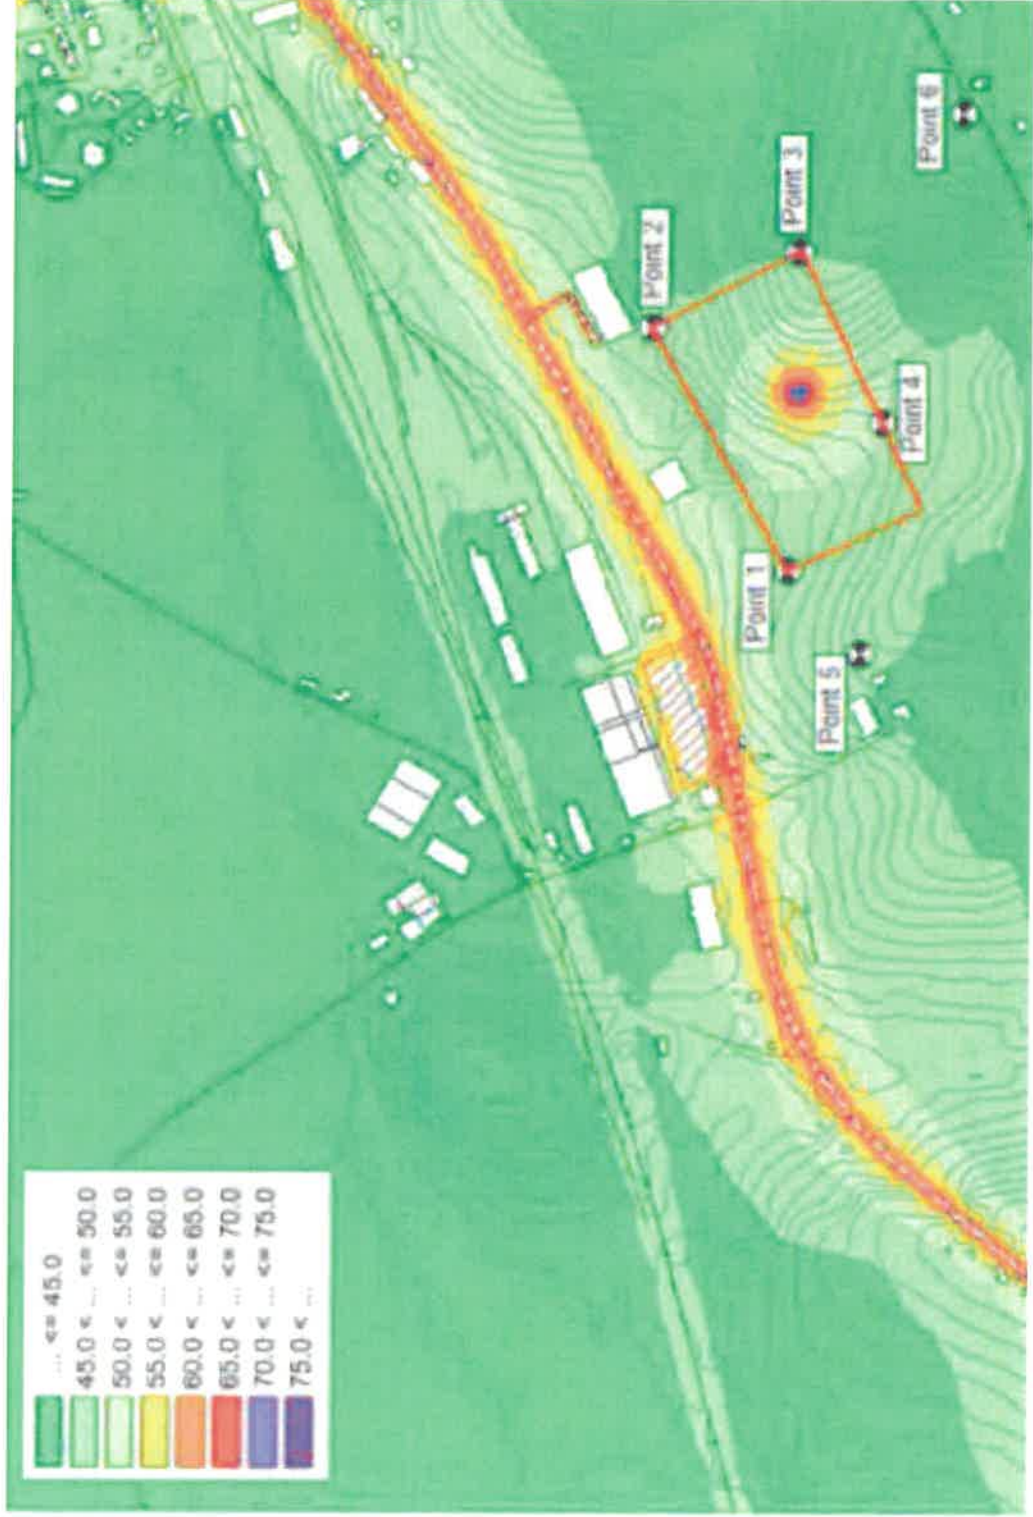 ... <= 45.0
45.0 < ... <= 50.0
50.0 < ... <= 55.0
55.0 < ... <= 60.0
60.0 < ... <= 65.0
65.0 < ... <= 70.0
70.0 < ... <= 75.0
75.0 < ...
Point 1
Point 2
Point 3
Point 4
Point 5
Point 6